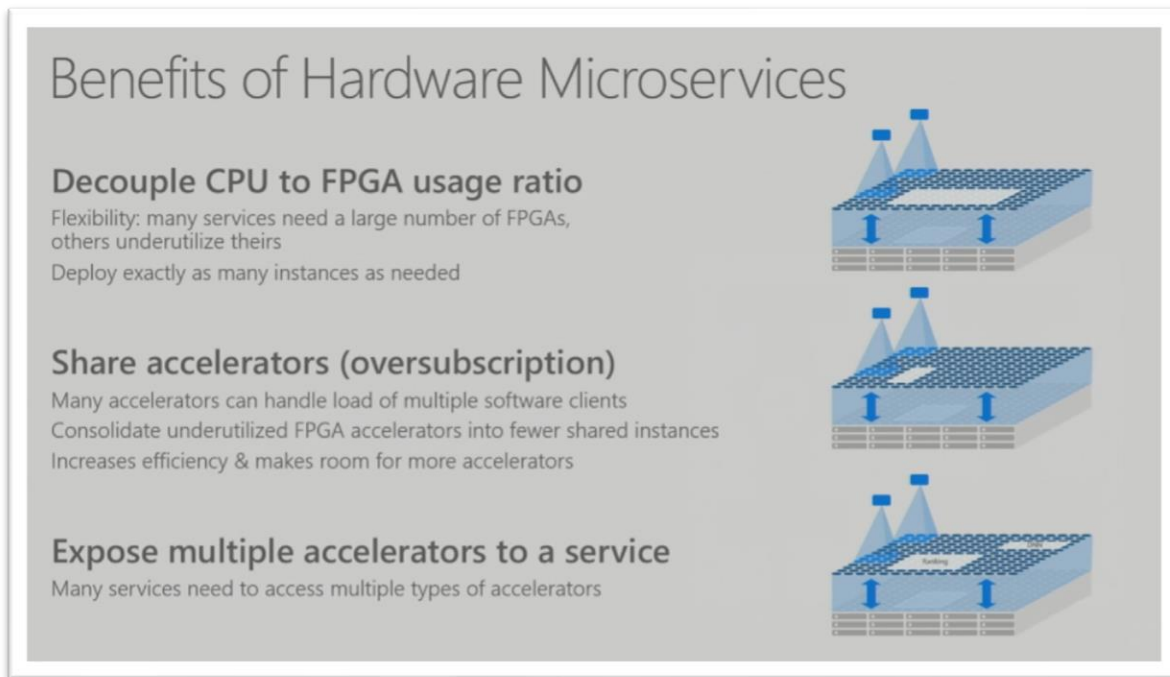 Benefits of Hardware Microservices
Decouple CPU to FPGA usage ratio
Flexibility: many services need a large number of FPGAs,
others underutilize theirs
Deploy exactly as many instances as needed
Share accelerators (oversubscription)
Many accelerators can handle load of multiple software clients
Consolidate underutilized FPGA accelerators into fewer shared instances
Increases efficiency & makes room for more accelerators
Expose multiple accelerators to a service
Many services need to access multiple types of accelerators
Ranking